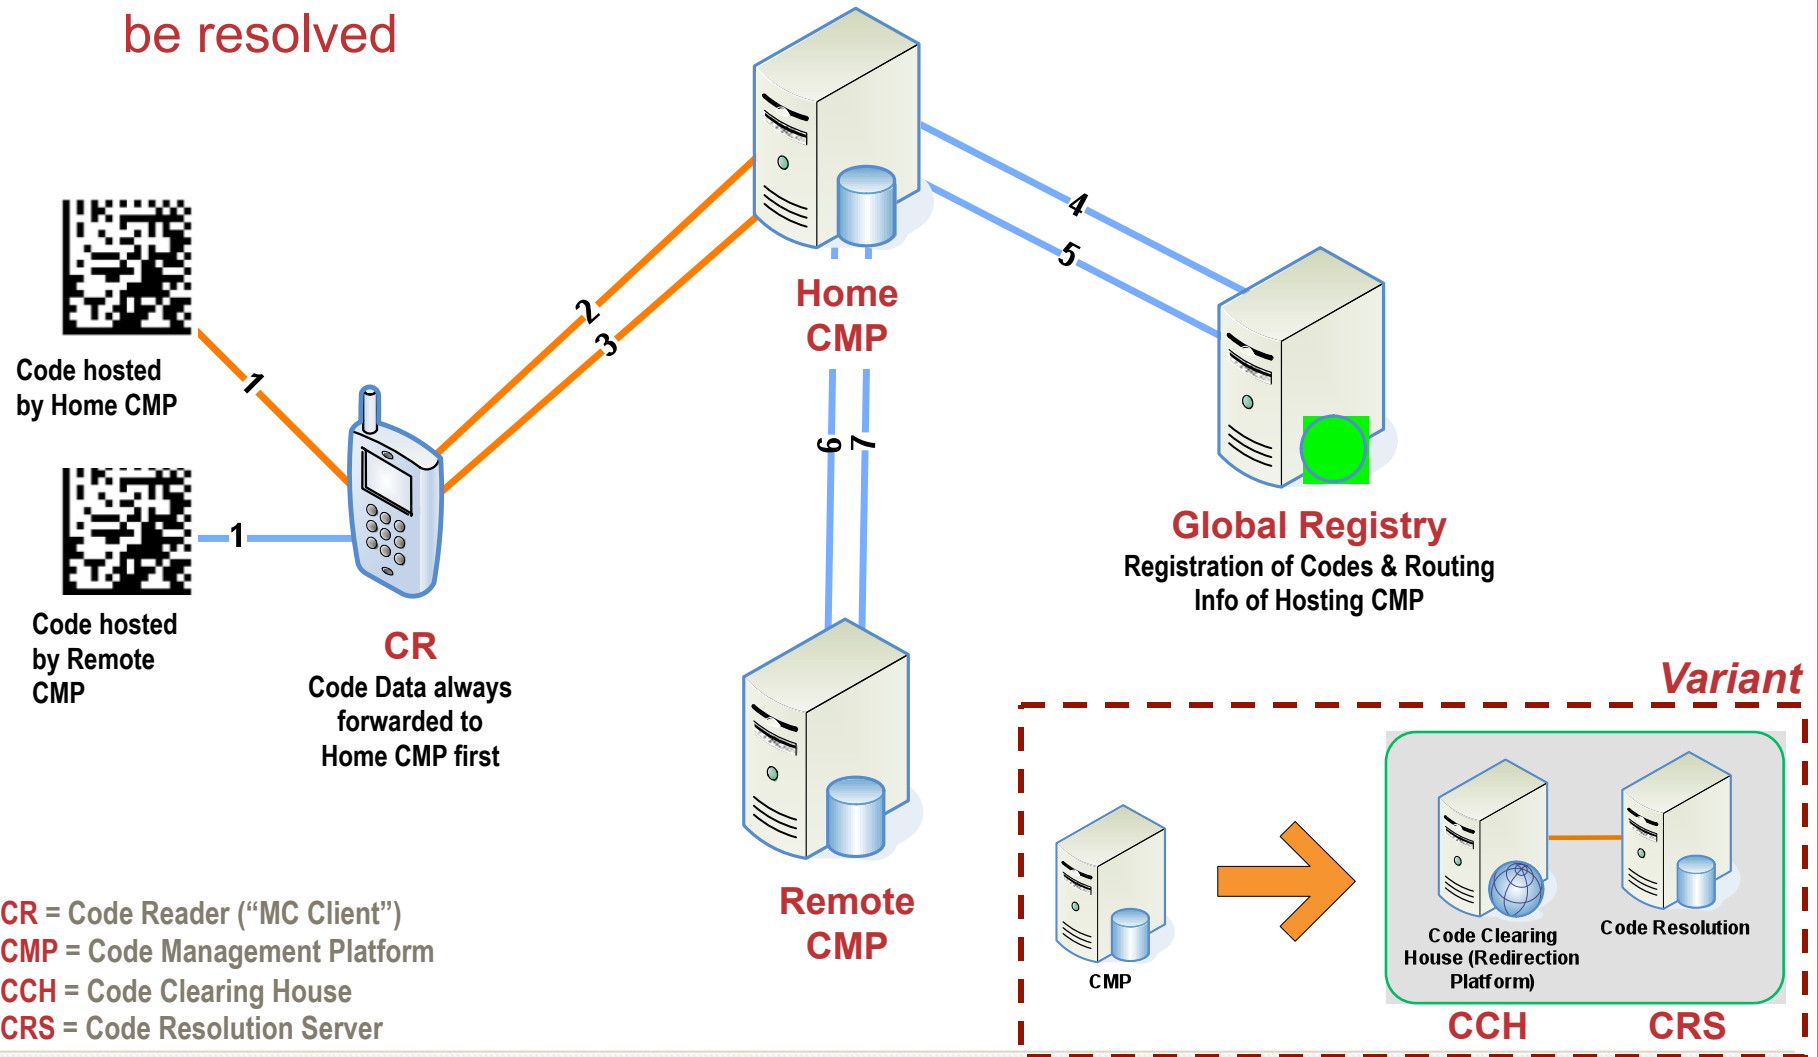 be resolved
2
3
4
5
1
1
6
7
Code hosted
by Home CMP
Code hosted
by Remote
CMP
CR
Code Data always
forwarded to
Home CMP first
Home
CMP
Global Registry
Registration of Codes & Routing
Info of Hosting CMP
Remote
CMP
Variant
CMP
Code Clearing
House (Redirection
Platform)
Code Resolution
CCH
CRS
CR = Code Reader (“MC Client”)
CMP = Code Management Platform
CCH = Code Clearing House
CRS = Code Resolution Server